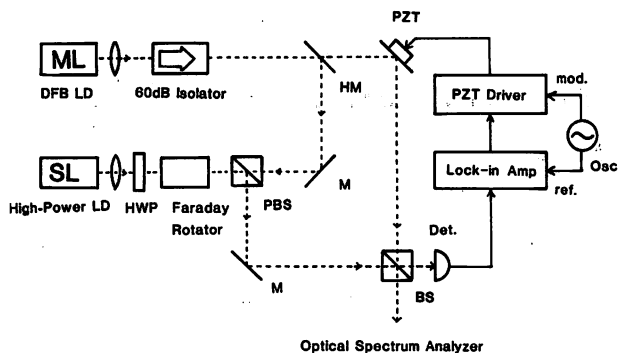 PZT
ML
DFB LD
60dB Isolator
HM
PZT Driver
mod.
Osc
Lock-in Amp
ref.
SL
High-Power LD
HWP
Faraday
Rotator
PBS
M
M
Det.
BS
Optical Spectrum Analyzer